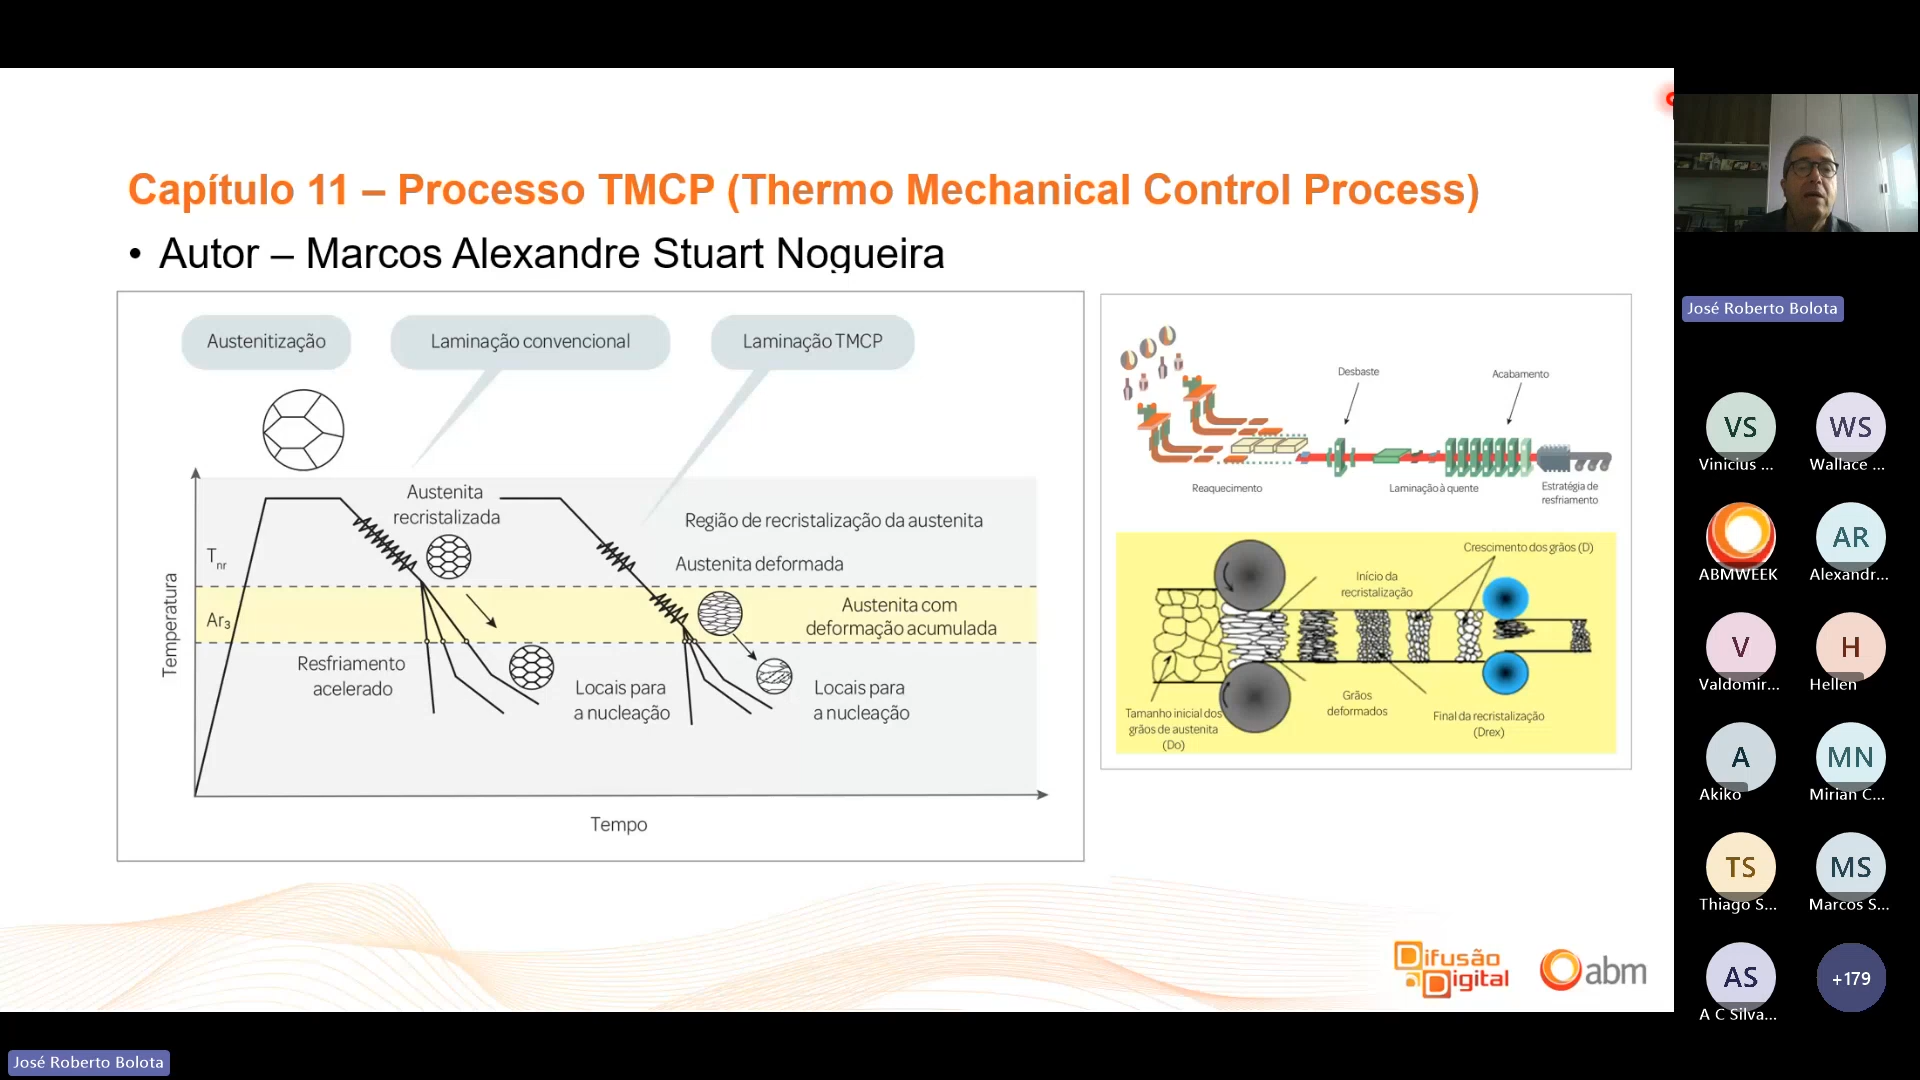 Capítulo 11 – Processo TMCP (Thermo Mechanical Control Process)
• Autor – Marcos Alexandre Stuart Nogueira
Austenitização
Laminação convencional
Laminação TMCP
Austenita
recristalizada
Região de recristalização da austenita
Tnr
Austenita deformada
Ar3
Austenita com
deformação acumulada
Resfriamento
acelerado
Locais para
a nucleação
Locais para
a nucleação
Temperatura
Tempo
Desbaste
Acabamento
Reaquecimento
Laminação à quente
Estratégia de
resfriamento
Crescimento dos grãos (D)
Início da
recristalização
Tamanho inicial dos
grãos de austenita
(Do)
Grãos
deformados
Final da recristalização
(Drex)
Difusão
Digital
abm
José Roberto Bolota
VS
Vinicius ...
WS
Wallace ...
ABMWEEK
AR
Alexandr...
V
Valdomir...
H
Hellen
A
Akiko
MN
Mirian C...
TS
Thiago S...
MS
Marcos S...
AS
A C Silva...
+179
José Roberto Bolota